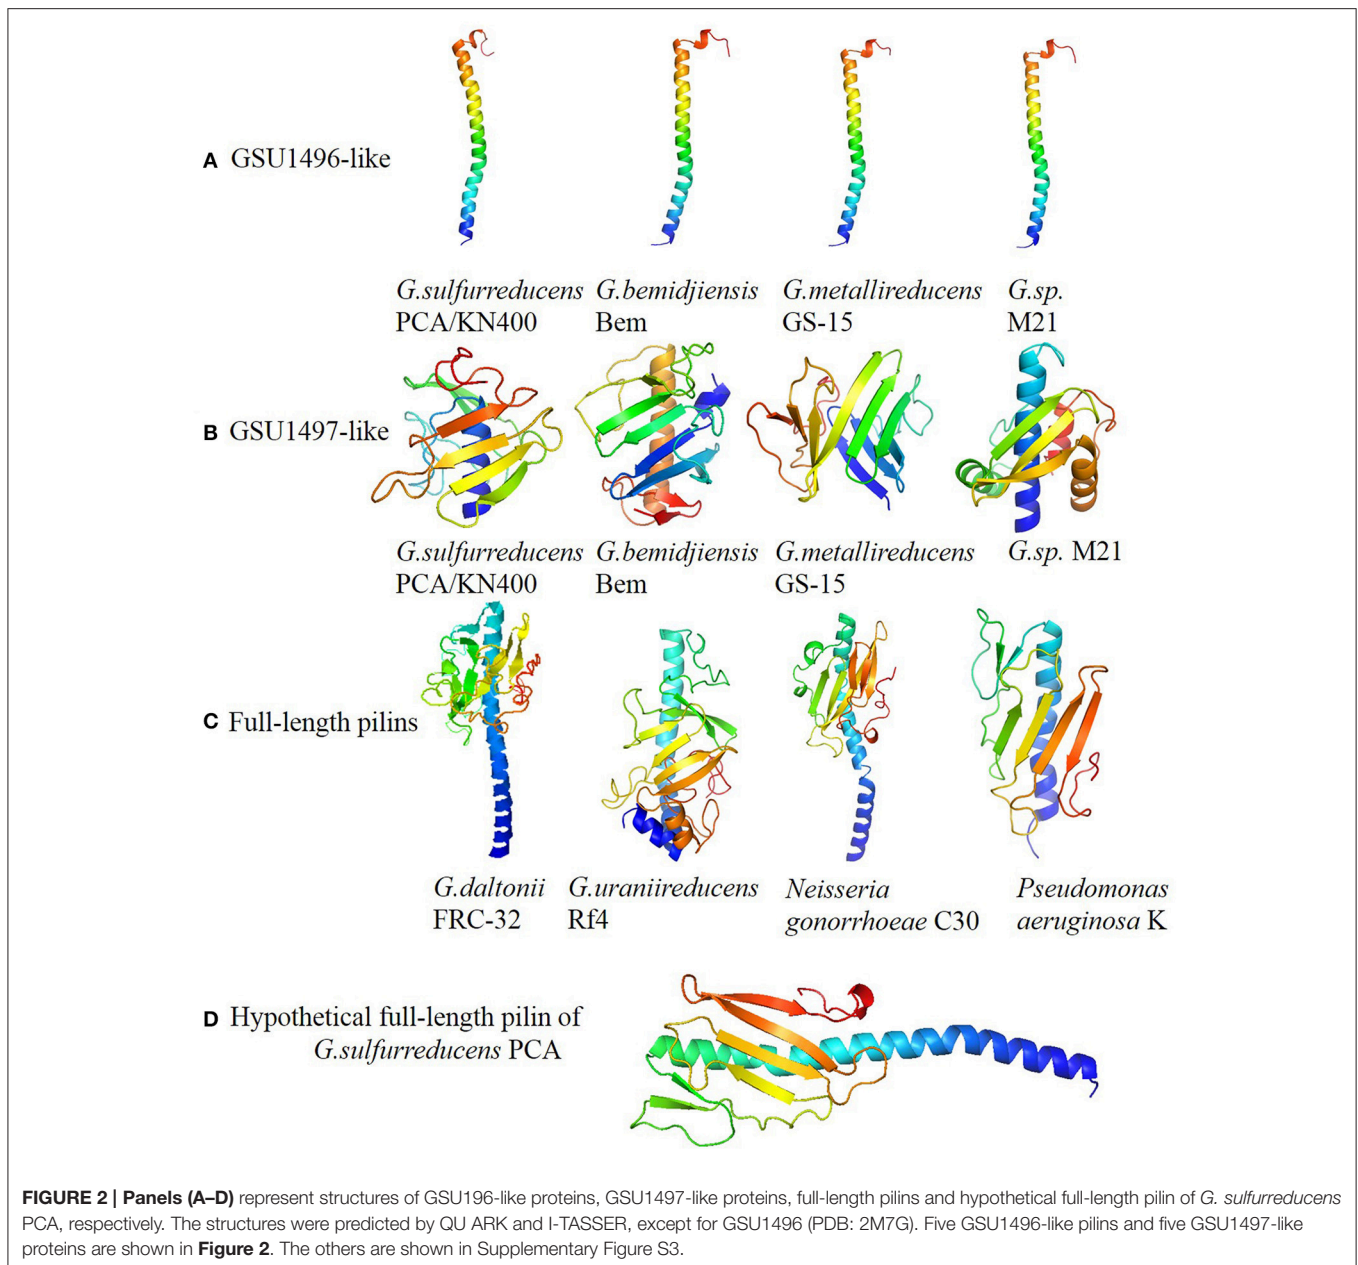 A GSU1496-like
G.sulfurreducens G.bemidjiensis G.metallireducens G.sp.
PCA/KN400 Bem GS-15 M21
B GSU1497-like
G.sulfurreducens G.bemidjiensis G.metallireducens G.sp. M21
PCA/KN400 Bem GS-15
C Full-length pilins
G.daltonii G.uraniireducens Neisseria Pseudomonas
FRC-32 Rf4 gonorrhoeae C30 aeruginosa K
D Hypothetical full-length pilin of
G.sulfurreducens PCA
FIGURE 2 | Panels (A–D) represent structures of GSU196-like proteins, GSU1497-like proteins, full-length pilins and hypothetical full-length pilin of G. sulfurreducens
PCA, respectively. The structures were predicted by QU ARK and I-TASSER, except for GSU1496 (PDB: 2M7G). Five GSU1496-like pilins and five GSU1497-like
proteins are shown in Figure 2. The others are shown in Supplementary Figure S3.